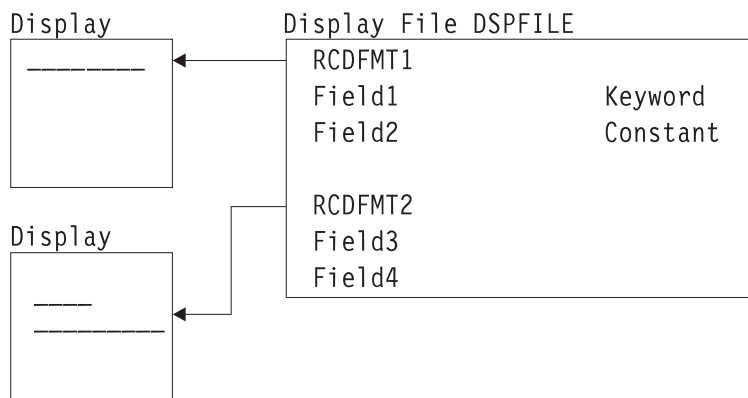 Display
Display File DSPFILE
RCDFMT1
Field1 Keyword
Field2 Constant
RCDFMT2
Display
Field3
Field4